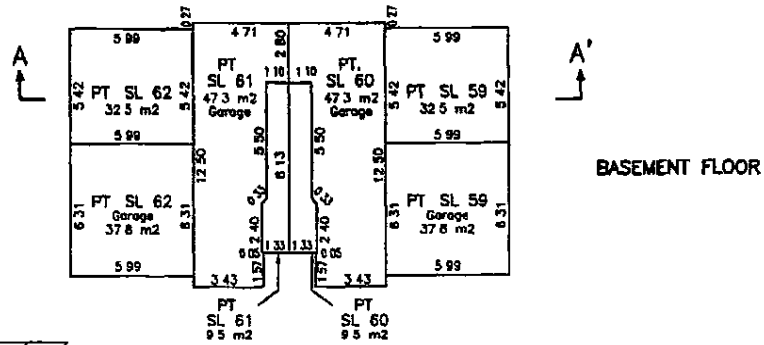 0 27
5 99
4 71
4 71
5 99
2 80
A
A'
PT SL 62
32 5 m2
5 42
5 42
PT
SL 61
47 3 m2
Garage
1 10
1 10
PT.
SL 60
47 3 m2
Garage
5 42
PT SL 59
32 5 m2
5 42
5 99
5 50
5 50
5 99
6 13
12 50
12 50
BASEMENT FLOOR
PT SL 62
Garage
37 8 m2
6 31
6 31
0 33
0 33
PT SL 59
Garage
37 8 m2
6 31
6 31
2 40
2 40
0 05
1 33
1 33
0 05
5 99
1 57
1 57
5 99
3 43
3 43
PT
SL 61
9 5 m2
PT
SL 60
9 5 m2